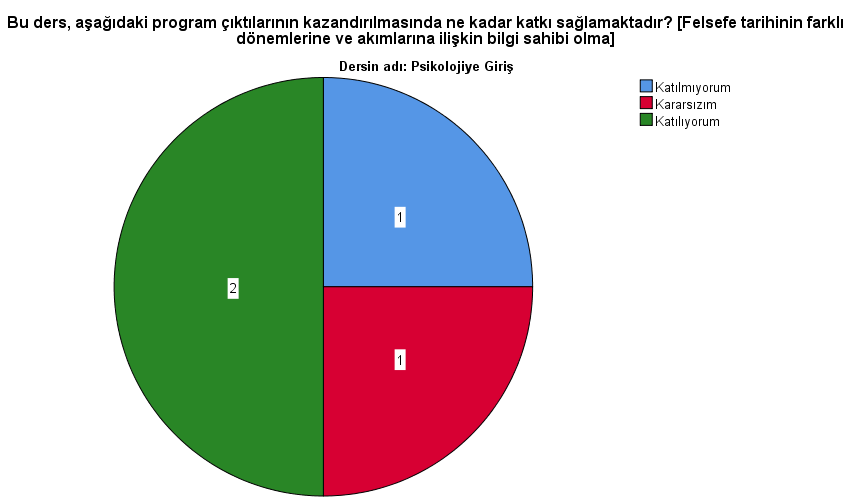 Bu ders, aşağıdaki program çıktılarının kazandırılmasında ne kadar katkı sağlamaktadır? [Felsefe tarihinin farklı
dönemlerine ve akımlarına ilişkin bilgi sahibi olma]
Dersin adı: Psikolojiye Giriş
Katılmıyorum
Kararsızım
Katılıyorum
1
2
1